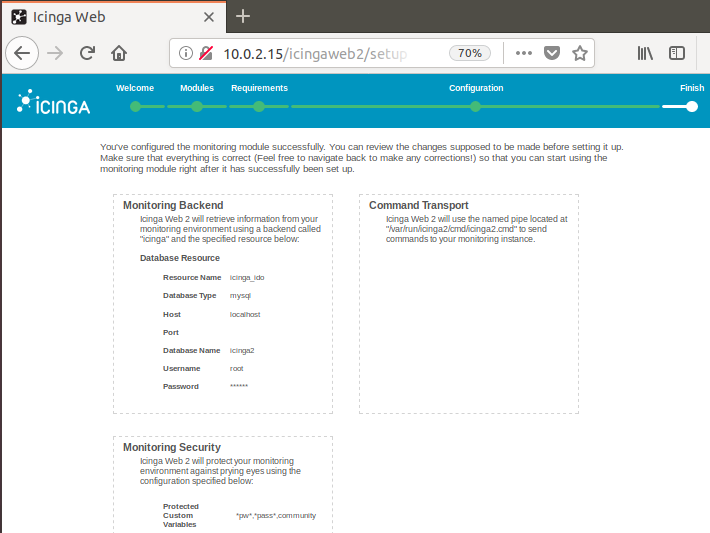 Icinga Web
10.0.2.15/icingaweb2/setup
70%
ICINGA
Welcome
Modules
Requirements
Configuration
Finish
You've configured the monitoring module successfully. You can review the changes supposed to be made before setting it up.
Make sure that everything is correct (Feel free to navigate back to make any corrections!) so that you can start using the
monitoring module right after it has successfully been set up.
Monitoring Backend
Icinga Web 2 will retrieve information from your
monitoring environment using a backend called
"icinga" and the specified resource below:
Database Resource
Resource Name icinga_ido
Database Type mysql
Host localhost
Port
Database Name icinga2
Username root
Password ******
Command Transport
Icinga Web 2 will use the named pipe located at
"/var/run/icinga2/cmd/icinga2.cmd" to send
commands to your monitoring instance.
Monitoring Security
Icinga Web 2 will protect your monitoring
environment against prying eyes using the
configuration specified below:
Protected
Custom *pw*,*pass*,community
Variables